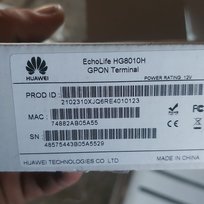 EchoLife HG8010H
GPON Terminal
HUAWEI
POWER RATING ⎓ 12V
PROD ID :
2102310XJQ6RE4010123
MAC :
74882AB05A55
SN :
48575443B05A5529
HUAWEI TECHNOLOGIES CO LTD
MADE IN CHINA